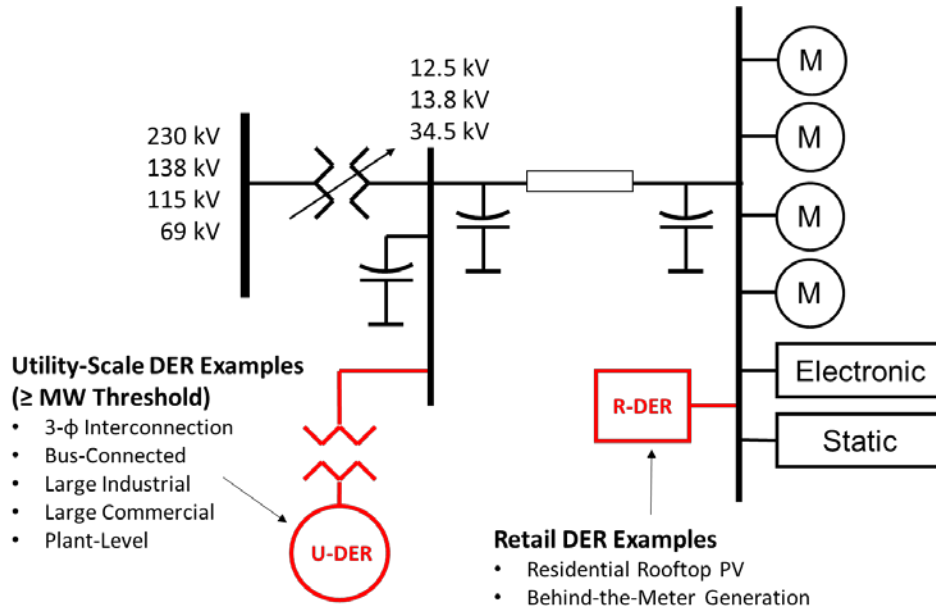 12.5 kV
13.8 kV
34.5 kV
230 kV
138 kV
115 kV
69 kV
M
M
M
M
Electronic
Static
R-DER
Utility-Scale DER Examples
(≥ MW Threshold)
• 3-ϕ Interconnection
• Bus-Connected
• Large Industrial
• Large Commercial
• Plant-Level
U-DER
Retail DER Examples
• Residential Rooftop PV
• Behind-the-Meter Generation